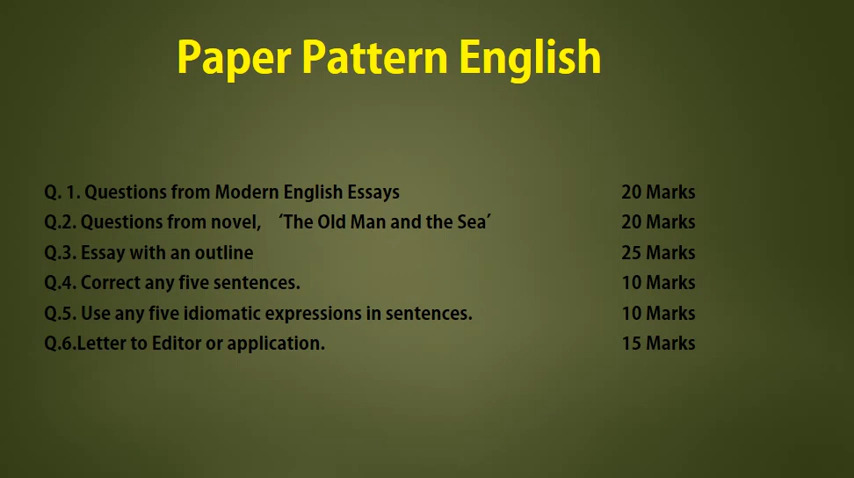 Paper Pattern English
Q. 1. Questions from Modern English Essays 20 Marks
Q.2. Questions from novel, ‘The Old Man and the Sea’ 20 Marks
Q.3. Essay with an outline 25 Marks
Q.4. Correct any five sentences. 10 Marks
Q.5. Use any five idiomatic expressions in sentences. 10 Marks
Q.6.Letter to Editor or application. 15 Marks